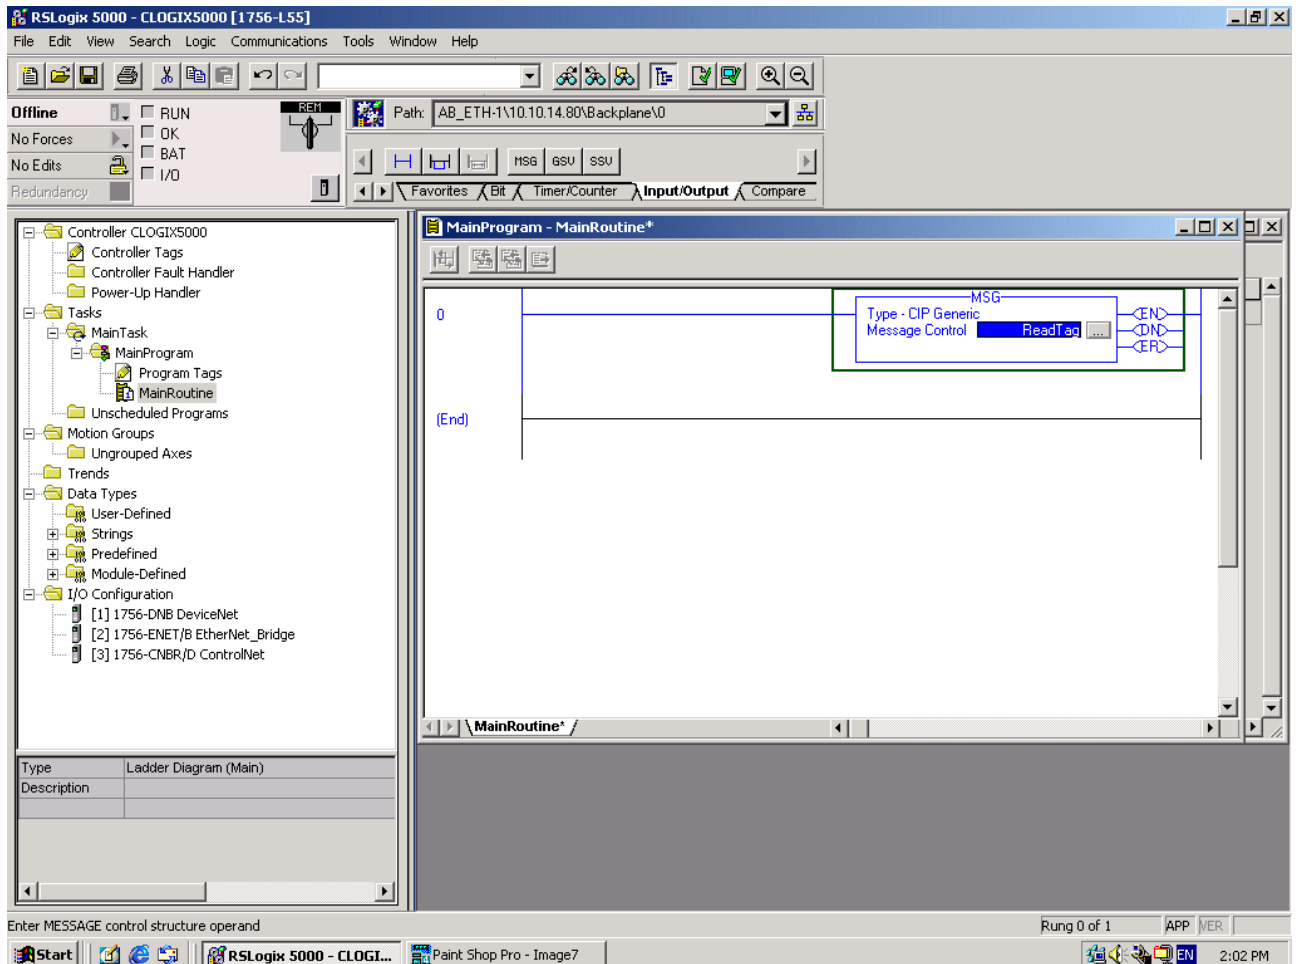 RSLogix 5000 - CLOGIX5000 [1756-L55]
File Edit View Search Logic Communications Tools Window Help
Offline RUN REM Path: AB_ETH-1\10.10.14.80\Backplane\0
No Forces OK
No Edits BAT MSG GSV SSV
Redundancy I/O
Favorites Bit Timer/Counter Input/Output Compare
Controller CLOGIX5000
Controller Tags
Controller Fault Handler
Power-Up Handler
Tasks
MainTask
MainProgram
Program Tags
MainRoutine
Unscheduled Programs
Motion Groups
Ungrouped Axes
Trends
Data Types
User-Defined
Strings
Predefined
Module-Defined
I/O Configuration
[1] 1756-DNB DeviceNet
[2] 1756-ENET/B EtherNet_Bridge
[3] 1756-CNBR/D ControlNet
Type Ladder Diagram (Main)
Description
MainProgram - MainRoutine*
MSG
0 Type - CIP Generic EN
Message Control ReadTag ... DN
ER
(End)
MainRoutine*
Enter MESSAGE control structure operand Rung 0 of 1 APP VER
Start RSLogix 5000 - CLOGI... Paint Shop Pro - Image7 EN 2:02 PM